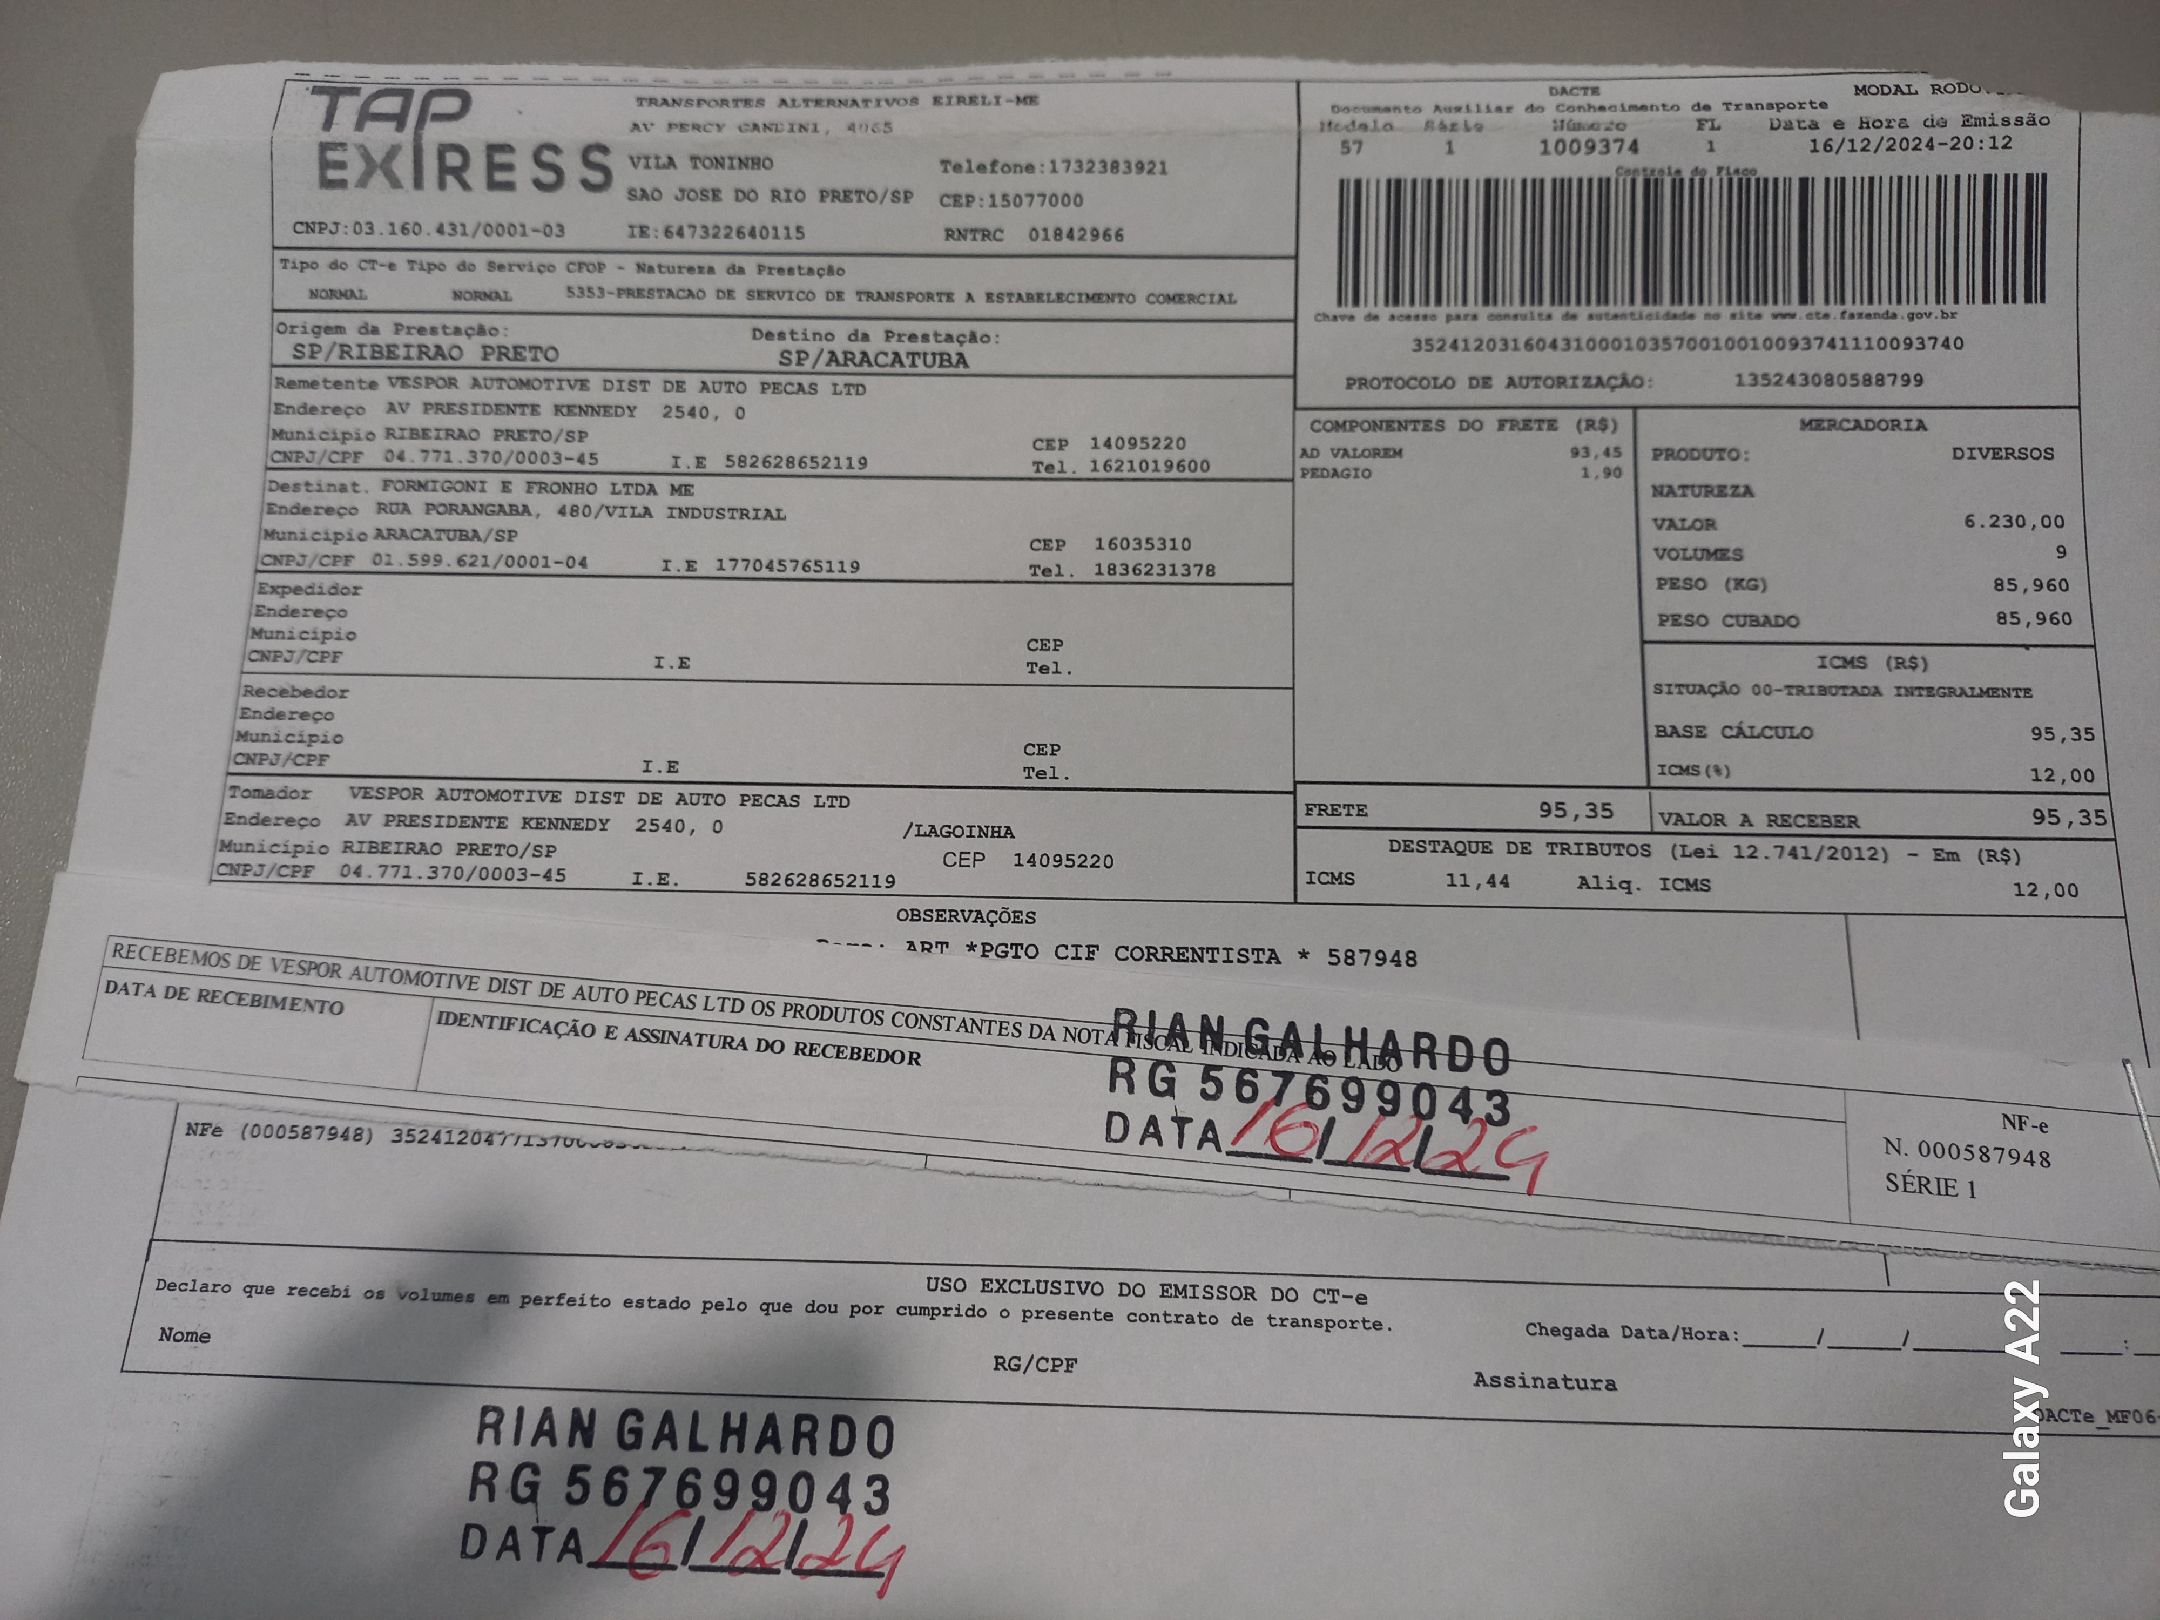 TAP
EXPRESS
TRANSPORTES ALTERNATIVOS EIRELI-ME
AV PERCY GANDINI, 4065
VILA TONINHO Telefone:1732383921
SAO JOSE DO RIO PRETO/SP CEP:15077000
CNPJ:03.160.431/0001-03 IE:647322640115 RNTRC 01842966
DACTE MODAL
Documento Auxiliar do Conhecimento de Transporte
Modelo Série Número FL Data e Hora de Emissão
57 1 1009374 1 16/12/2024-20:12
Controle do Fisco
Chave de acesso para consulta de autenticidade no site www.cte.fazenda.gov.br
35241203160431000103570010010093741110093740
PROTOCOLO DE AUTORIZAÇÃO: 135243080588799
Tipo do CT-e Tipo do Serviço CFOP - Natureza da Prestação
NORMAL NORMAL 5353-PRESTACAO DE SERVICO DE TRANSPORTE A ESTABELECIMENTO COMERCIAL
Origem da Prestação: Destino da Prestação:
SP/RIBEIRAO PRETO SP/ARACATUBA
Remetente VESPOR AUTOMOTIVE DIST DE AUTO PECAS LTD
Endereço AV PRESIDENTE KENNEDY 2540, 0
Município RIBEIRAO PRETO/SP CEP 14095220
CNPJ/CPF 04.771.370/0003-45 I.E 582628652119 Tel. 1621019600
Destinat. FORMIGONI E FRONHO LTDA ME
Endereço RUA PORANGABA, 480/VILA INDUSTRIAL
Município ARACATUBA/SP CEP 16035310
CNPJ/CPF 01.599.621/0001-04 I.E 177045765119 Tel. 1836231378
Expedidor
Endereço
Município CEP
CNPJ/CPF I.E Tel.
Recebedor
Endereço
Município CEP
CNPJ/CPF I.E Tel.
Tomador VESPOR AUTOMOTIVE DIST DE AUTO PECAS LTD
Endereço AV PRESIDENTE KENNEDY 2540, 0 /LAGOINHA
Município RIBEIRAO PRETO/SP CEP 14095220
CNPJ/CPF 04.771.370/0003-45 I.E. 582628652119
COMPONENTES DO FRETE (R$)
AD VALOREM 93,45
PEDAGIO 1,90
MERCADORIA
PRODUTO: DIVERSOS
NATUREZA
VALOR 6.230,00
VOLUMES 9
PESO (KG) 85,960
PESO CUBADO 85,960
ICMS (R$)
SITUAÇÃO 00-TRIBUTADA INTEGRALMENTE
BASE CÁLCULO 95,35
ICMS(%) 12,00
FRETE 95,35 VALOR A RECEBER 95,35
DESTAQUE DE TRIBUTOS (Lei 12.741/2012) - Em (R$)
ICMS 11,44 Aliq. ICMS 12,00
OBSERVAÇÕES
ART *PGTO CIF CORRENTISTA * 587948
RECEBEMOS DE VESPOR AUTOMOTIVE DIST DE AUTO PECAS LTD OS PRODUTOS CONSTANTES DA NOTA FISCAL INDICADA AO LADO
DATA DE RECEBIMENTO IDENTIFICAÇÃO E ASSINATURA DO RECEBEDOR
RIAN GALHARDO
RG 567699043
DATA 16/12/24
NF-e
N. 000587948
SÉRIE 1
NFe (000587948)
USO EXCLUSIVO DO EMISSOR DO CT-e
Declaro que recebi os volumes em perfeito estado pelo que dou por cumprido o presente contrato de transporte.
Nome RG/CPF Assinatura Chegada Data/Hora:____/____/____ ____:
DACTe_MF06
RIAN GALHARDO
RG 567699043
DATA 16/12/24
Galaxy A22